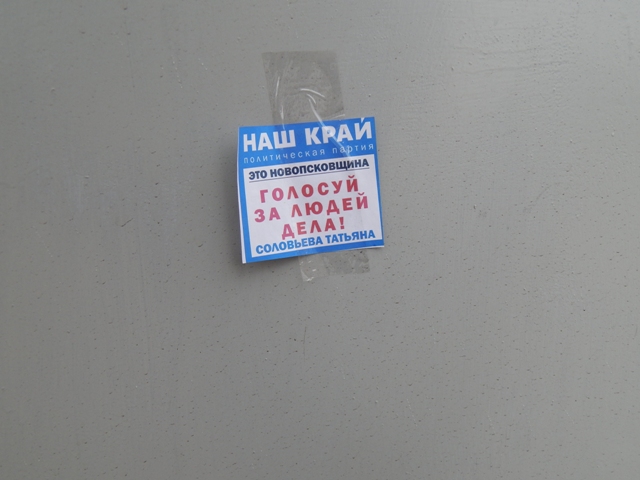 НАШ КРАЙ
политическая партия
ЭТО НОВОПСКОВЩИНА
ГОЛОСУЙ
ЗА ЛЮДЕЙ
ДЕЛА!
СОЛОВЬЕВА ТАТЬЯНА